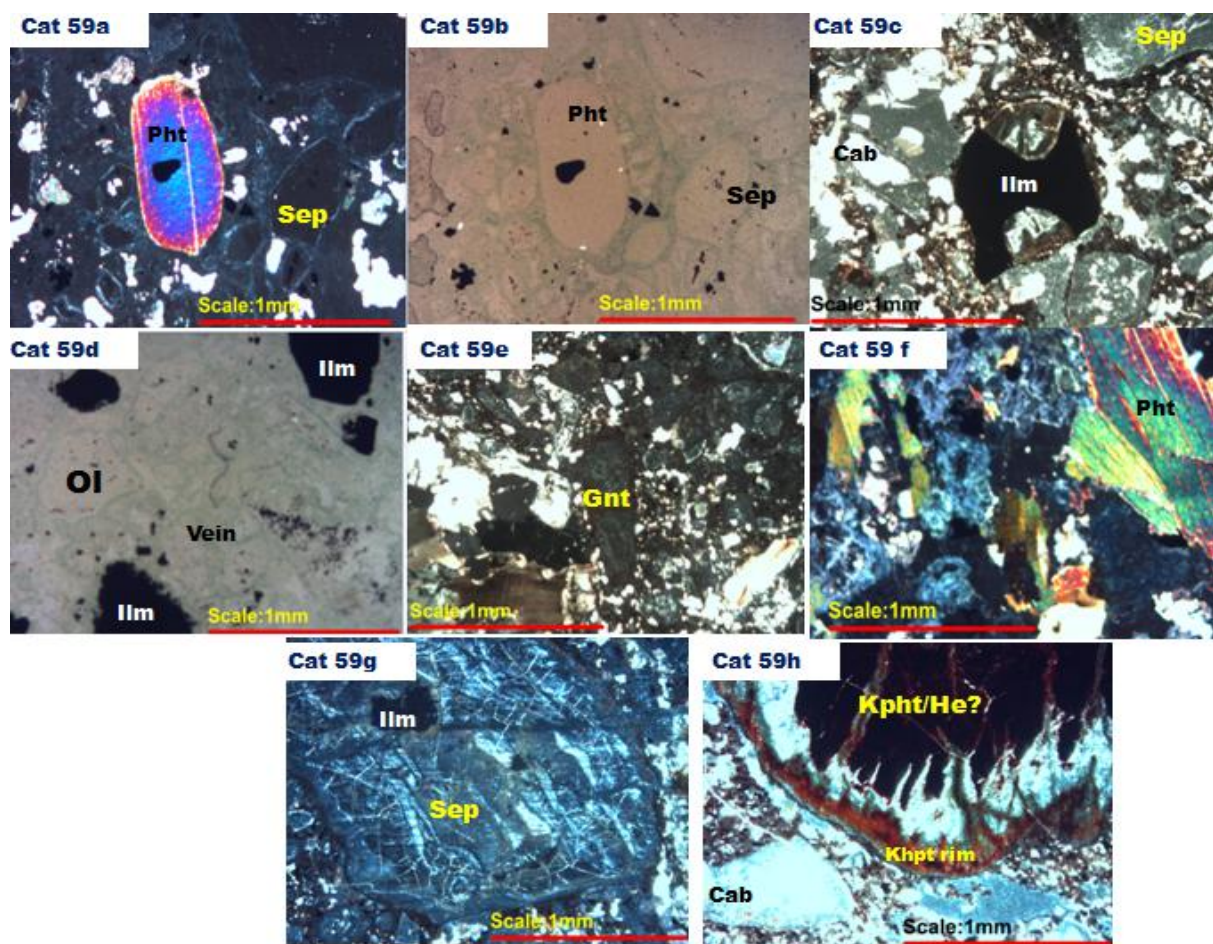 Cat 59a
Pht
Sep
Scale:1mm
Cat 59b
Pht
Sep
Scale:1mm
Cat 59c
Sep
Cab
Ilm
Scale:1mm
Cat 59d
Ilm
Ol
Vein
Ilm
Scale:1mm
Cat 59e
Gnt
Scale:1mm
Cat 59 f
Pht
Scale:1mm
Cat 59g
Ilm
Sep
Scale:1mm
Cat 59h
Kpht/He?
Khpt rim
Cab
Scale:1mm